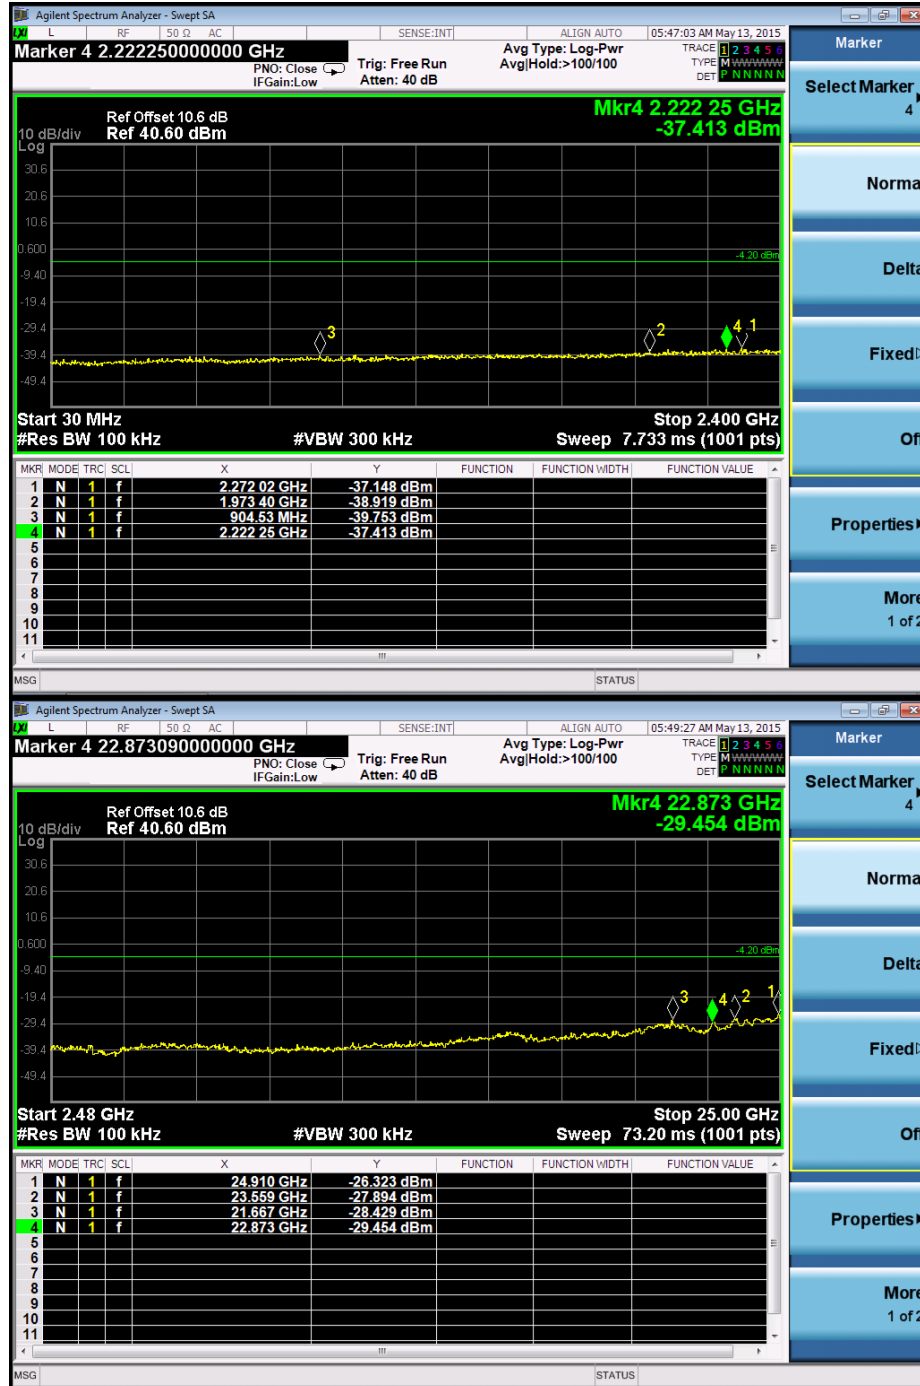 Agilent Spectrum Analyzer - Swept SA
LXI L RF 50 Ω AC SENSE:INT ALIGN AUTO 05:47:03 AM May 13, 2015
Marker 4 2.222250000000 GHz
PNO: Close
IFGain:Low
Trig: Free Run
Atten: 40 dB
Avg Type: Log-Pwr
Avg|Hold:>100/100
TRACE 1 2 3 4 5 6
TYPE M WWWWW
DET P N N N N N
Mkr4 2.222 25 GHz
-37.413 dBm
Ref Offset 10.6 dB
10 dB/div Ref 40.60 dBm
Log
30.6
20.6
10.6
0.600
-4.20 dBm
-9.40
-19.4
-29.4
-39.4
-49.4
3 2 4 1
Start 30 MHz Stop 2.400 GHz
#Res BW 100 kHz #VBW 300 kHz Sweep 7.733 ms (1001 pts)
MKR MODE TRC SCL X Y FUNCTION FUNCTION WIDTH FUNCTION VALUE
1 N 1 f 2.272 02 GHz -37.148 dBm
2 N 1 f 1.973 40 GHz -38.919 dBm
3 N 1 f 904.53 MHz -39.753 dBm
4 N 1 f 2.222 25 GHz -37.413 dBm
5
6
7
8
9
10
11
MSG STATUS
Marker
Select Marker
4
Norma
Delta
Fixed
Off
Properties
More
1 of 2
Agilent Spectrum Analyzer - Swept SA
LXI L RF 50 Ω AC SENSE:INT ALIGN AUTO 05:49:27 AM May 13, 2015
Marker 4 22.873090000000 GHz
PNO: Close
IFGain:Low
Trig: Free Run
Atten: 40 dB
Avg Type: Log-Pwr
Avg|Hold:>100/100
TRACE 1 2 3 4 5 6
TYPE M WWWWW
DET P N N N N N
Mkr4 22.873 GHz
-29.454 dBm
Ref Offset 10.6 dB
10 dB/div Ref 40.60 dBm
Log
30.6
20.6
10.6
0.600
-4.20 dBm
-9.40
-19.4
-29.4
-39.4
-49.4
3 4 2 1
Start 2.48 GHz Stop 25.00 GHz
#Res BW 100 kHz #VBW 300 kHz Sweep 73.20 ms (1001 pts)
MKR MODE TRC SCL X Y FUNCTION FUNCTION WIDTH FUNCTION VALUE
1 N 1 f 24.910 GHz -26.323 dBm
2 N 1 f 23.559 GHz -27.894 dBm
3 N 1 f 21.667 GHz -28.429 dBm
4 N 1 f 22.873 GHz -29.454 dBm
5
6
7
8
9
10
11
MSG STATUS
Marker
Select Marker
4
Norma
Delta
Fixed
Off
Properties
More
1 of 2